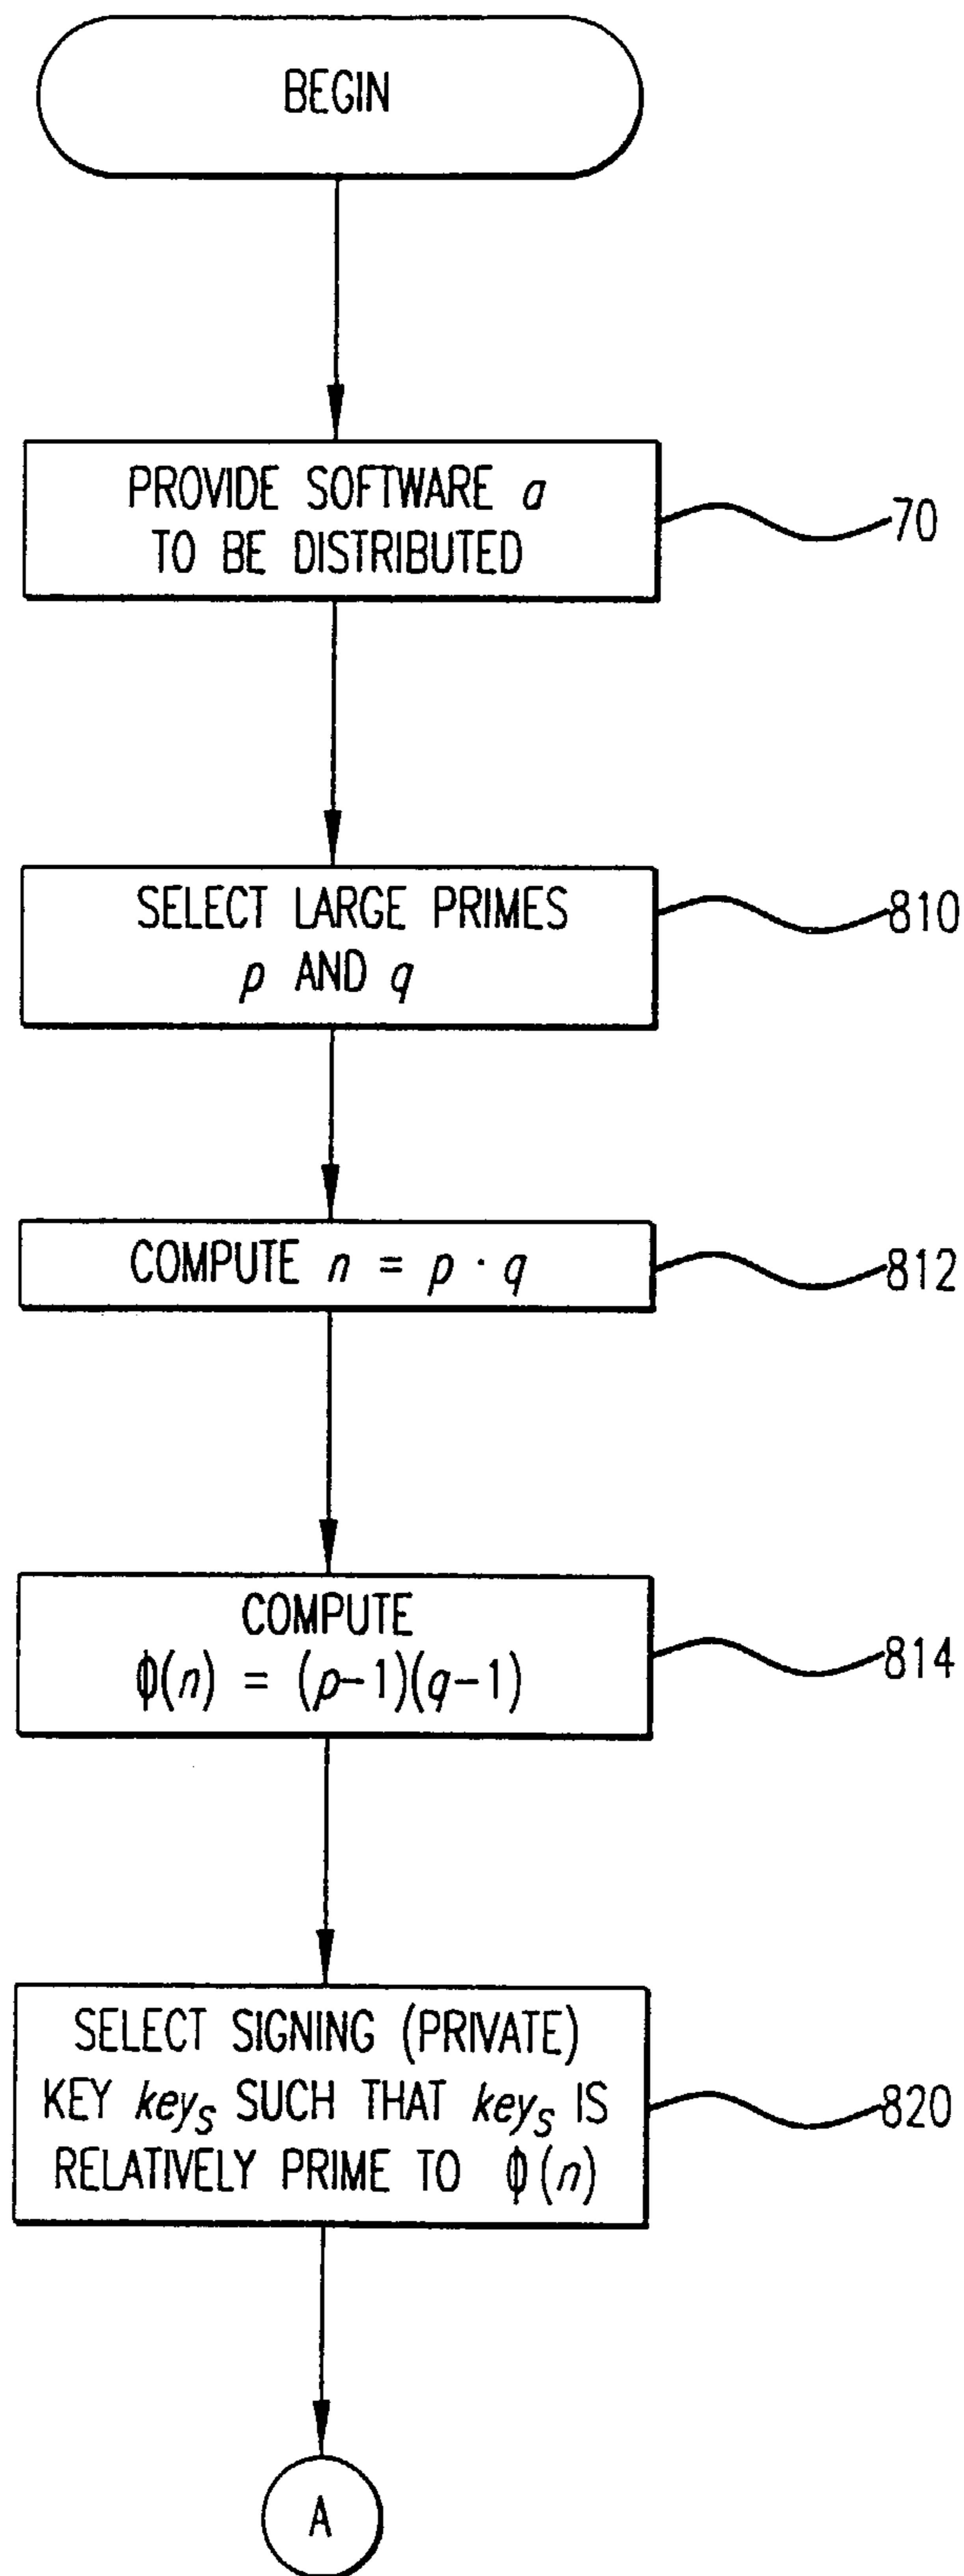 BEGIN
PROVIDE SOFTWARE a
TO BE DISTRIBUTED
70
SELECT LARGE PRIMES
p AND q
810
COMPUTE n = p · q
812
COMPUTE
ϕ(n) = (p-1)(q-1)
814
SELECT SIGNING (PRIVATE)
KEY keys SUCH THAT keys IS
RELATIVELY PRIME TO ϕ(n)
820
A